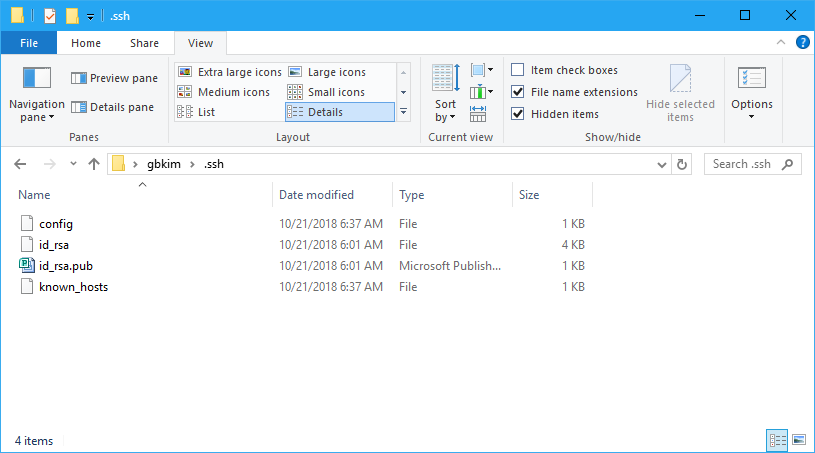 .ssh
File Home Share View
Navigation pane
Preview pane
Details pane
Panes
Extra large icons Large icons
Medium icons Small icons
List Details
Layout
Sort by
Current view
Item check boxes
File name extensions
Hidden items
Hide selected items
Show/hide
Options
gbkim .ssh
Search .ssh
Name Date modified Type Size
config 10/21/2018 6:37 AM File 1 KB
id_rsa 10/21/2018 6:01 AM File 4 KB
id_rsa.pub 10/21/2018 6:01 AM Microsoft Publish... 1 KB
known_hosts 10/21/2018 6:37 AM File 1 KB
4 items